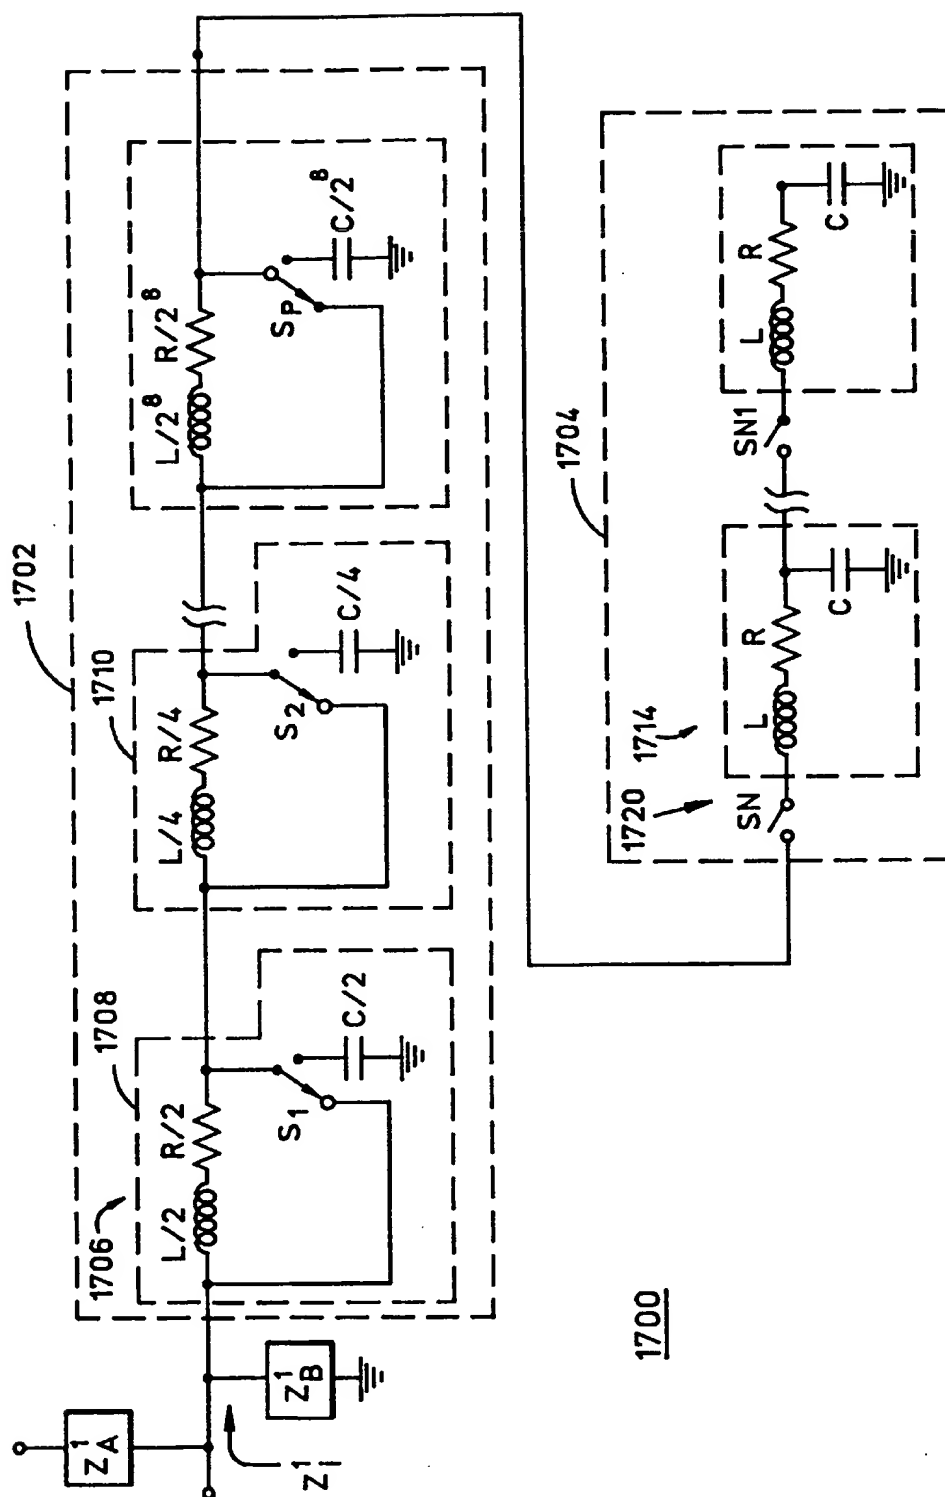 1702
1706
1708
1710
Z¹A
L/2
R/2
L/4
R/4
L/2⁸
R/2⁸
S1
C/2
S2
C/4
SP
C/2⁸
Z¹B
Z¹i
1704
1720
1714
SN
L
R
C
SN1
L
R
C
1700